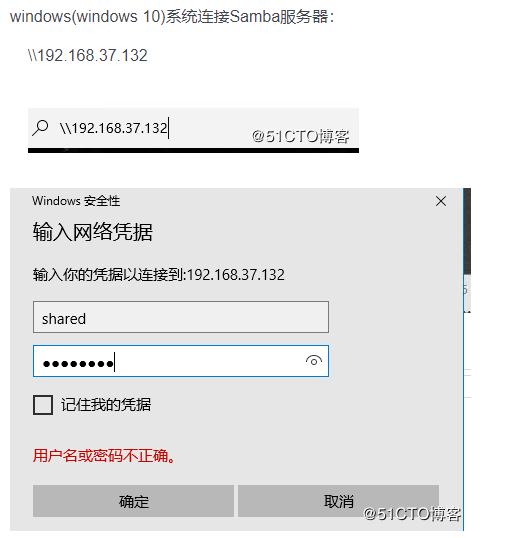 windows(windows 10)系统连接Samba服务器：
\\192.168.37.132
\\192.168.37.132
@51CTO博客
Windows 安全性
输入网络凭据
输入你的凭据以连接到:192.168.37.132
shared
●●●●●●●●
记住我的凭据
用户名或密码不正确。
确定
取消
@51CTO博客